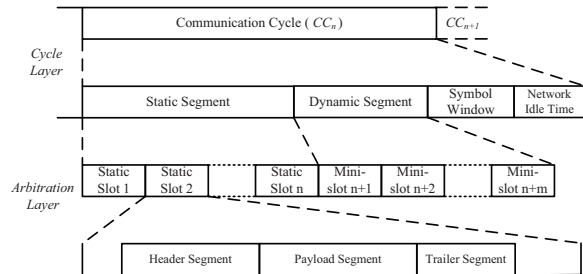 Communication Cycle ( CCn )
CCn+1
Cycle
Layer
Static Segment
Dynamic Segment
Symbol
Window
Network
Idle Time
Static
Slot 1
Static
Slot 2
Static
Slot n
Mini-
slot n+1
Mini-
slot n+2
Mini-
slot n+m
Arbitration
Layer
Header Segment
Payload Segment
Trailer Segment